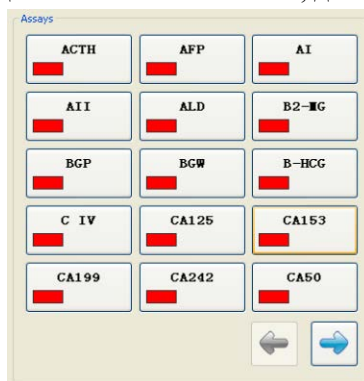 Assays
ACTH AFP AI
AII ALD B2-MG
BGP BGW B-HCG
C IV CA125 CA153
CA199 CA242 CA50